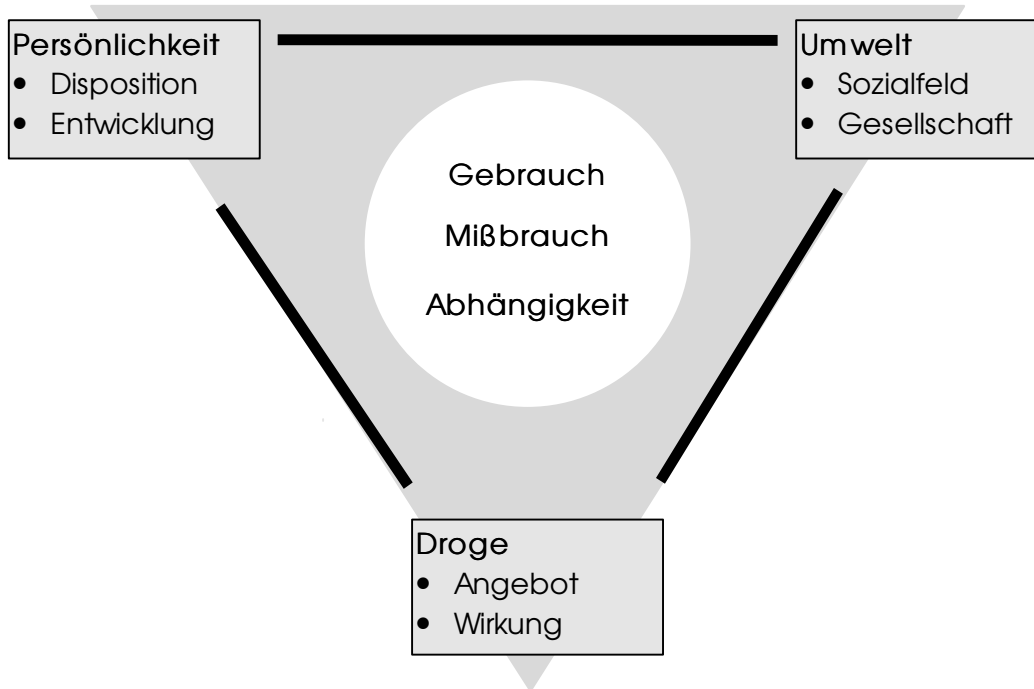 Persönlichkeit
• Disposition
• Entwicklung
Umwelt
• Sozialfeld
• Gesellschaft
Gebrauch
Mißbrauch
Abhängigkeit
Droge
• Angebot
• Wirkung